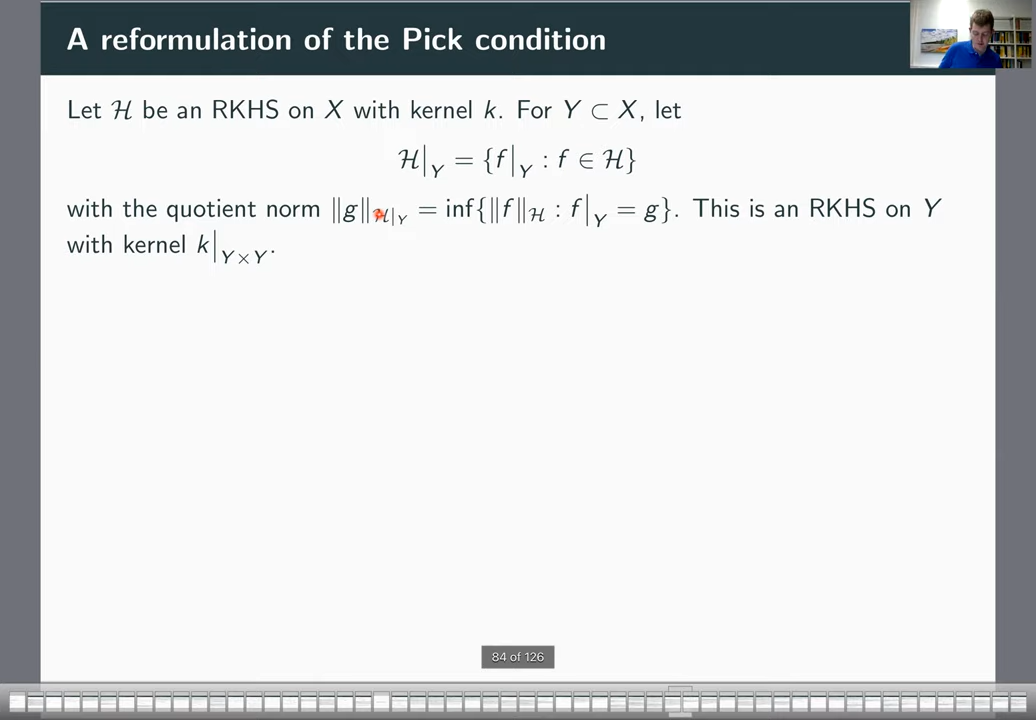 A reformulation of the Pick condition
Let ℋ be an RKHS on X with kernel k. For Y ⊂ X, let
ℋ|_Y = {f|_Y : f ∈ ℋ}
with the quotient norm ‖g‖_{ℋ|_Y} = inf{‖f‖_ℋ : f|_Y = g}. This is an RKHS on Y
with kernel k|_{Y×Y}.
84 of 126